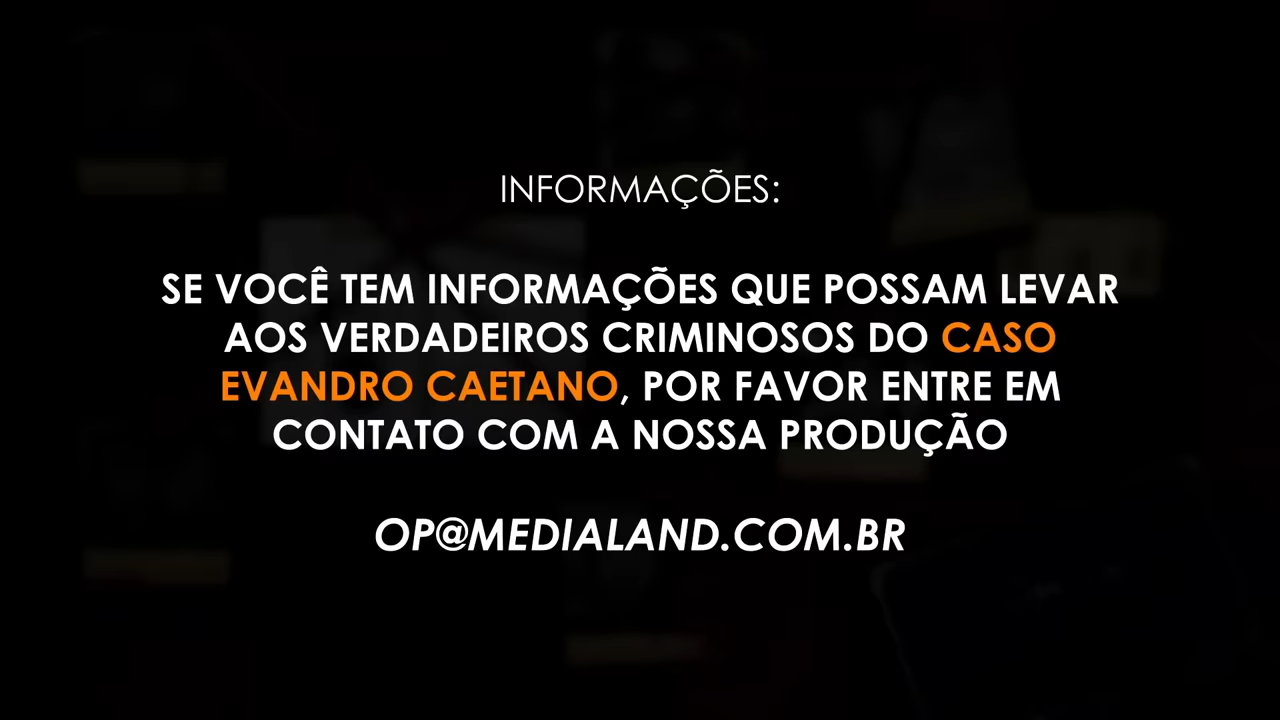 INFORMAÇÕES:
SE VOCÊ TEM INFORMAÇÕES QUE POSSAM LEVAR
AOS VERDADEIROS CRIMINOSOS DO CASO
EVANDRO CAETANO, POR FAVOR ENTRE EM
CONTATO COM A NOSSA PRODUÇÃO
OP@MEDIALAND.COM.BR